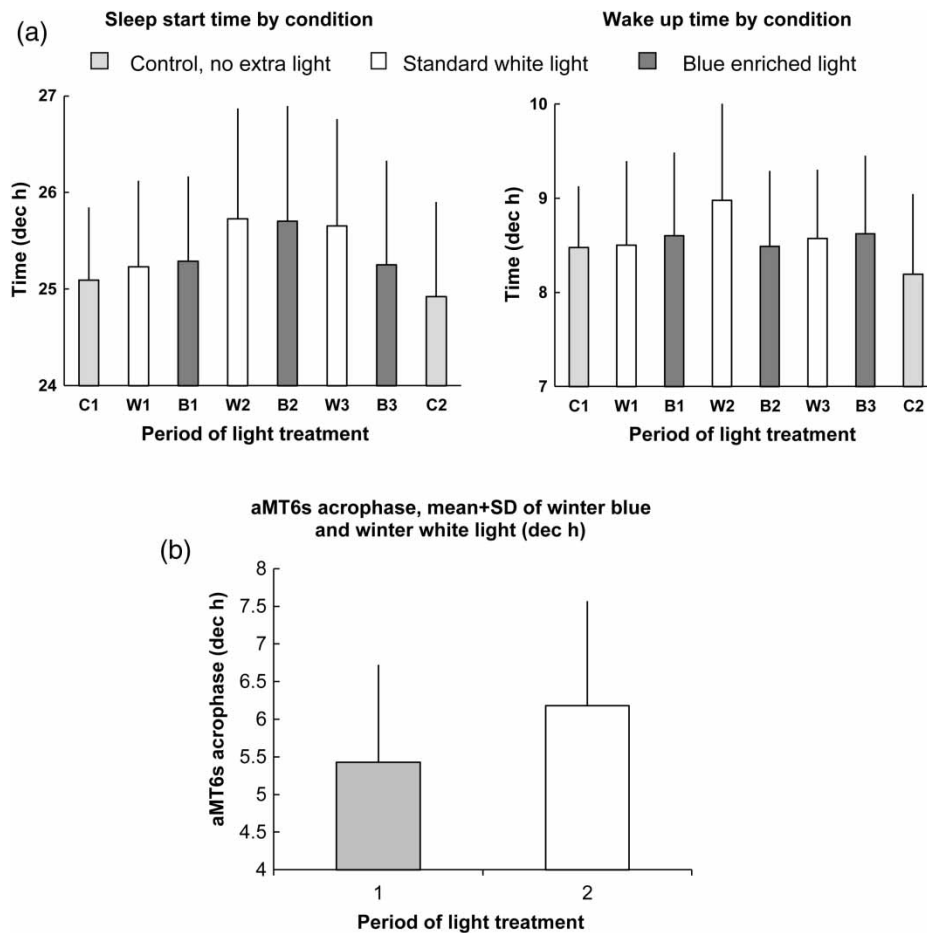 (a)
Sleep start time by condition
Wake up time by condition
Control, no extra light
Standard white light
Blue enriched light
Time (dec h)
27
26
25
24
C1 W1 B1 W2 B2 W3 B3 C2
Period of light treatment
Time (dec h)
10
9
8
7
C1 W1 B1 W2 B2 W3 B3 C2
Period of light treatment
(b)
aMT6s acrophase, mean+SD of winter blue
and winter white light (dec h)
aMT6s acrophase (dec h)
8
7.5
7
6.5
6
5.5
5
4.5
4
1 2
Period of light treatment